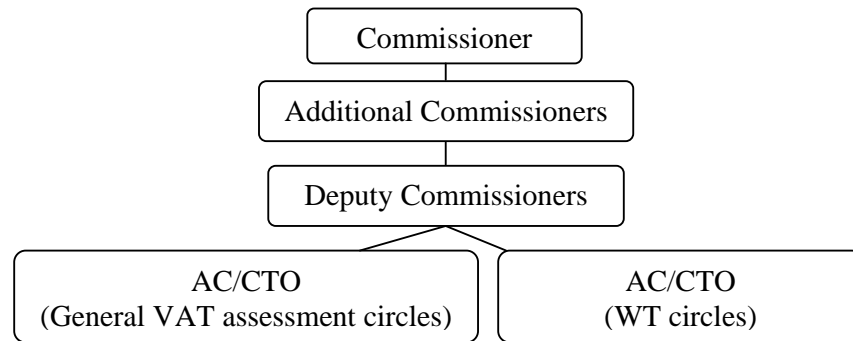 Commissioner
Additional Commissioners
Deputy Commissioners
AC/CTO
(General VAT assessment circles)
AC/CTO
(WT circles)